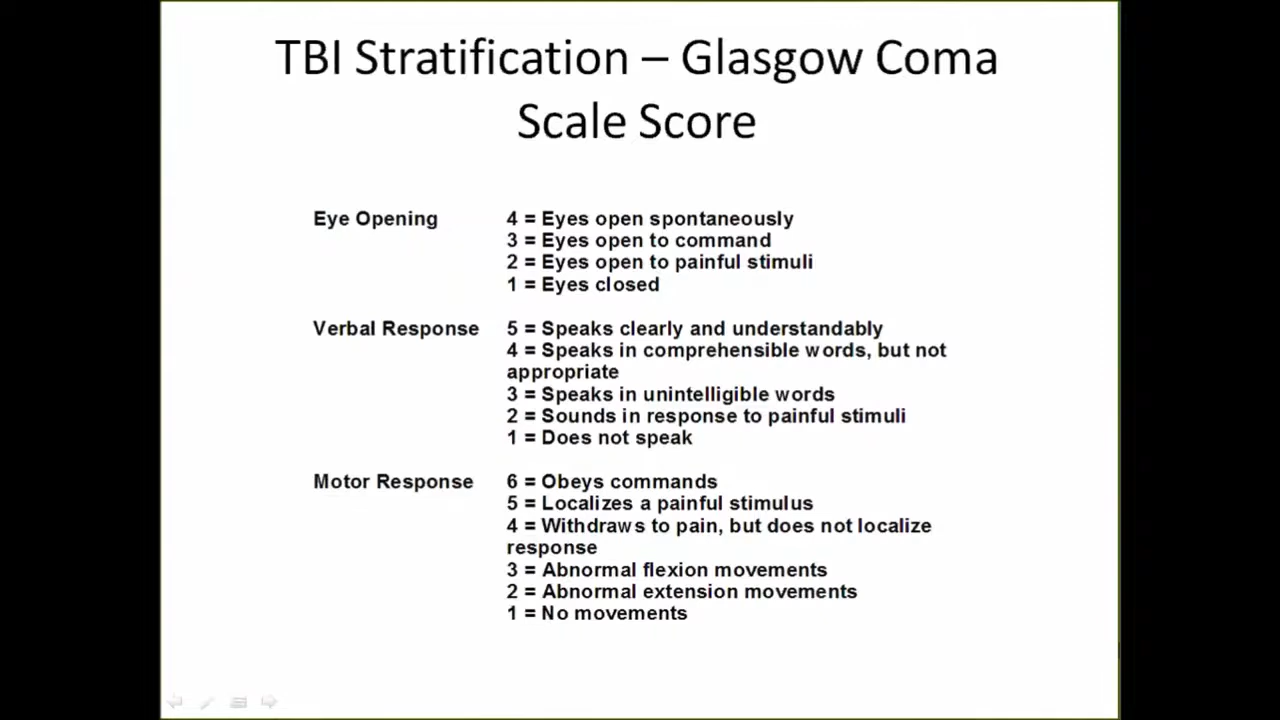 TBI Stratification – Glasgow Coma
Scale Score
Eye Opening 4 = Eyes open spontaneously
3 = Eyes open to command
2 = Eyes open to painful stimuli
1 = Eyes closed
Verbal Response 5 = Speaks clearly and understandably
4 = Speaks in comprehensible words, but not
appropriate
3 = Speaks in unintelligible words
2 = Sounds in response to painful stimuli
1 = Does not speak
Motor Response 6 = Obeys commands
5 = Localizes a painful stimulus
4 = Withdraws to pain, but does not localize
response
3 = Abnormal flexion movements
2 = Abnormal extension movements
1 = No movements